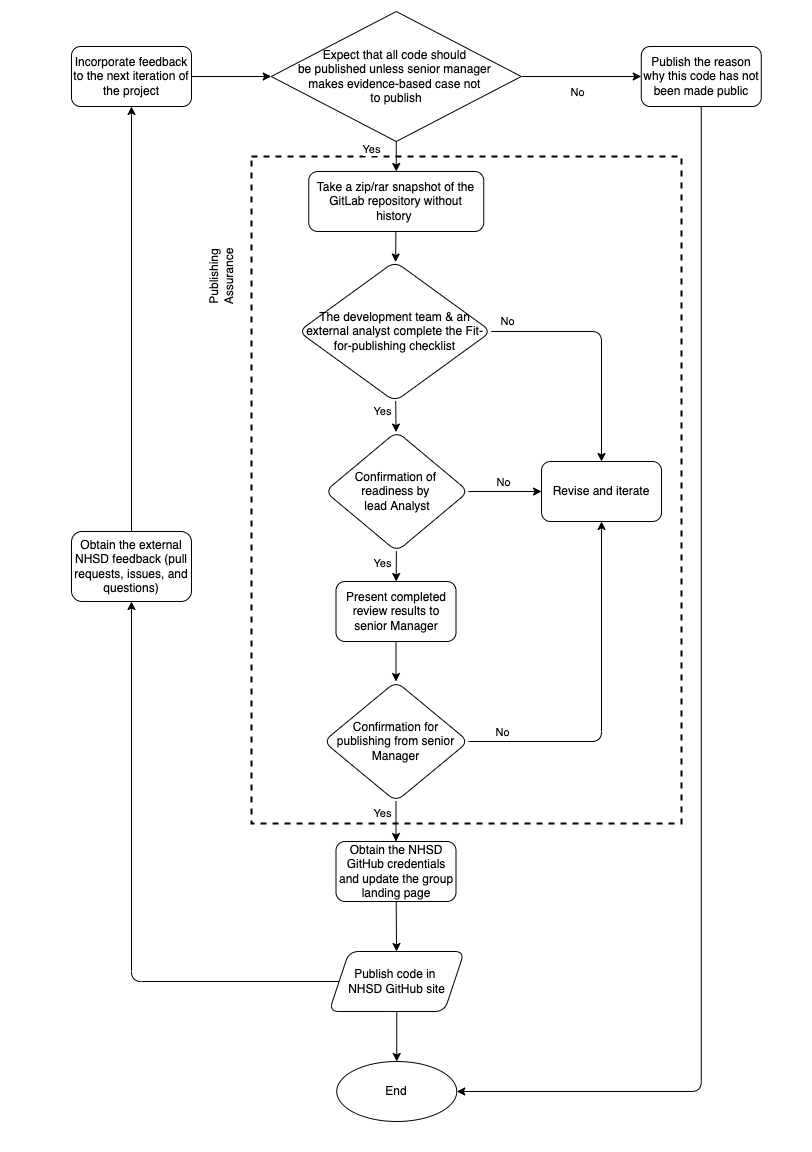 Incorporate feedback
to the next iteration of
the project
Expect that all code should
be published unless senior manager
makes evidence-based case not
to publish
No
Publish the reason
why this code has not
been made public
Yes
Take a zip/rar snapshot of the
GitLab repository without
history
Publishing
Assurance
The development team & an
external analyst complete the Fit-
for-publishing checklist
No
Yes
Confirmation of
readiness by
lead Analyst
No
Revise and iterate
Yes
Obtain the external
NHSD feedback (pull
requests, issues, and
questions)
Present completed
review results to
senior Manager
Confirmation for
publishing from senior
Manager
No
Yes
Obtain the NHSD
GitHub credentials
and update the group
landing page
Publish code in
NHSD GitHub site
End